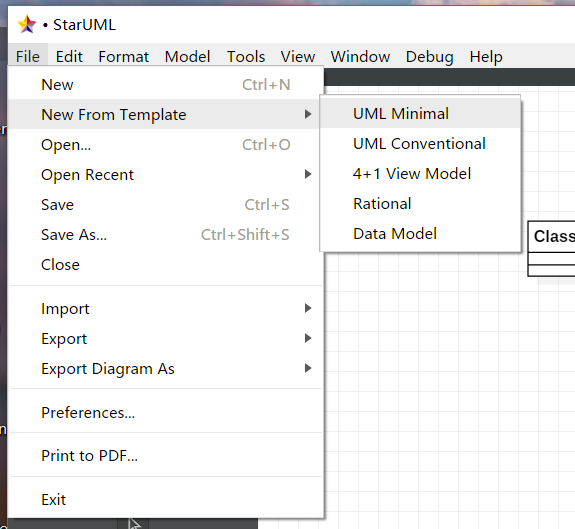 • StarUML
File Edit Format Model Tools View Window Debug Help
New Ctrl+N
New From Template
Open... Ctrl+O
Open Recent
Save Ctrl+S
Save As... Ctrl+Shift+S
Close
Import
Export
Export Diagram As
Preferences...
Print to PDF...
Exit
UML Minimal
UML Conventional
4+1 View Model
Rational
Data Model
Class